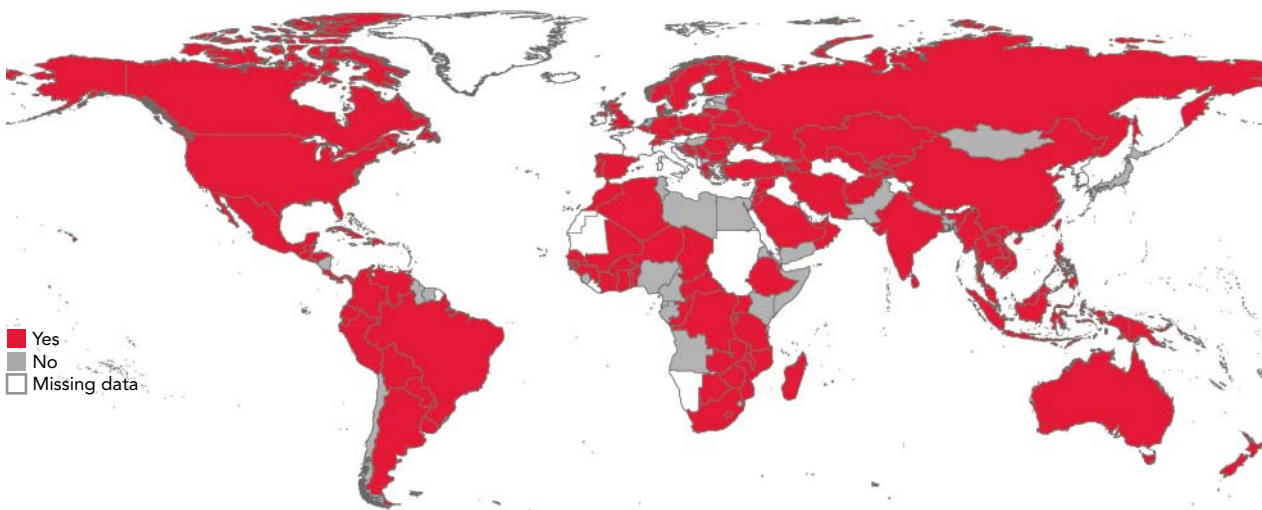 Yes
No
Missing data